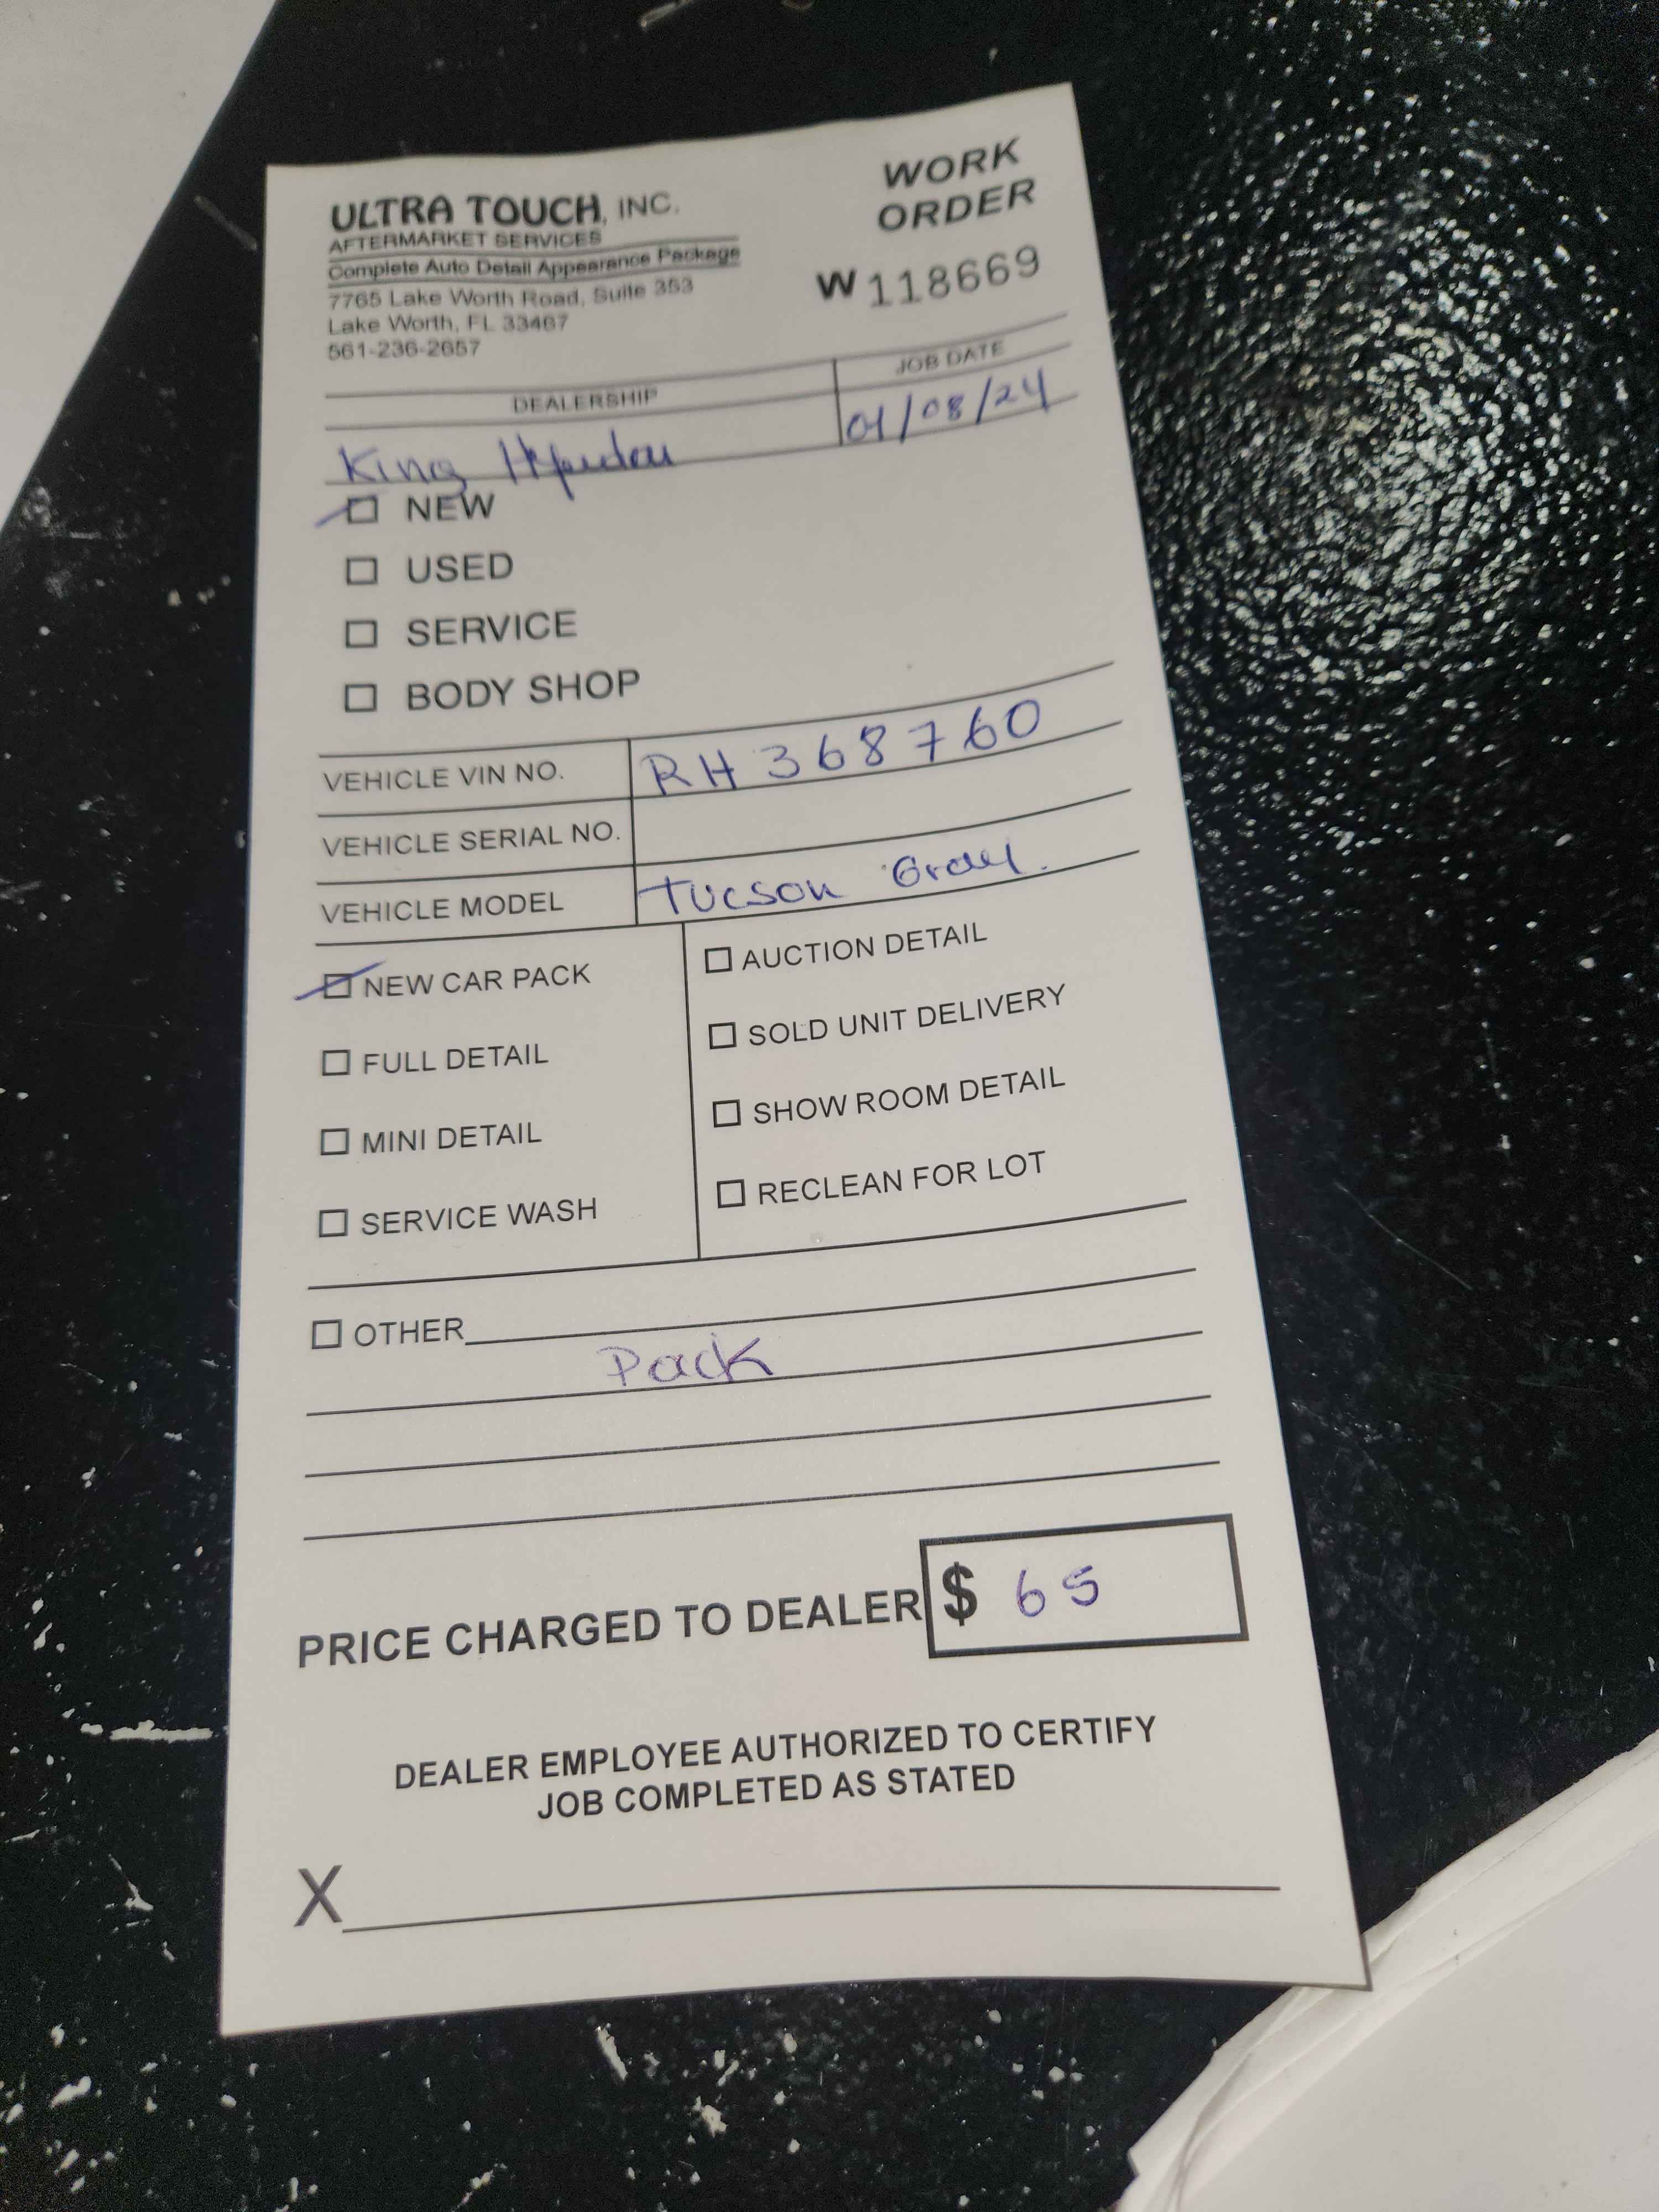 ULTRA TOUCH, INC.
AFTERMARKET SERVICES
Complete Auto Detail Appearance Package
7765 Lake Worth Road, Suite 353
Lake Worth, FL 33467
561-236-2657
WORK
ORDER
W 118669
DEALERSHIP
JOB DATE
King
01/08/24
NEW
USED
SERVICE
BODY SHOP
VEHICLE VIN NO. RH368760
VEHICLE SERIAL NO.
VEHICLE MODEL Tucson Gray.
NEW CAR PACK
FULL DETAIL
MINI DETAIL
SERVICE WASH
AUCTION DETAIL
SOLD UNIT DELIVERY
SHOW ROOM DETAIL
RECLEAN FOR LOT
OTHER
Pack
PRICE CHARGED TO DEALER $ 65
DEALER EMPLOYEE AUTHORIZED TO CERTIFY
JOB COMPLETED AS STATED
X